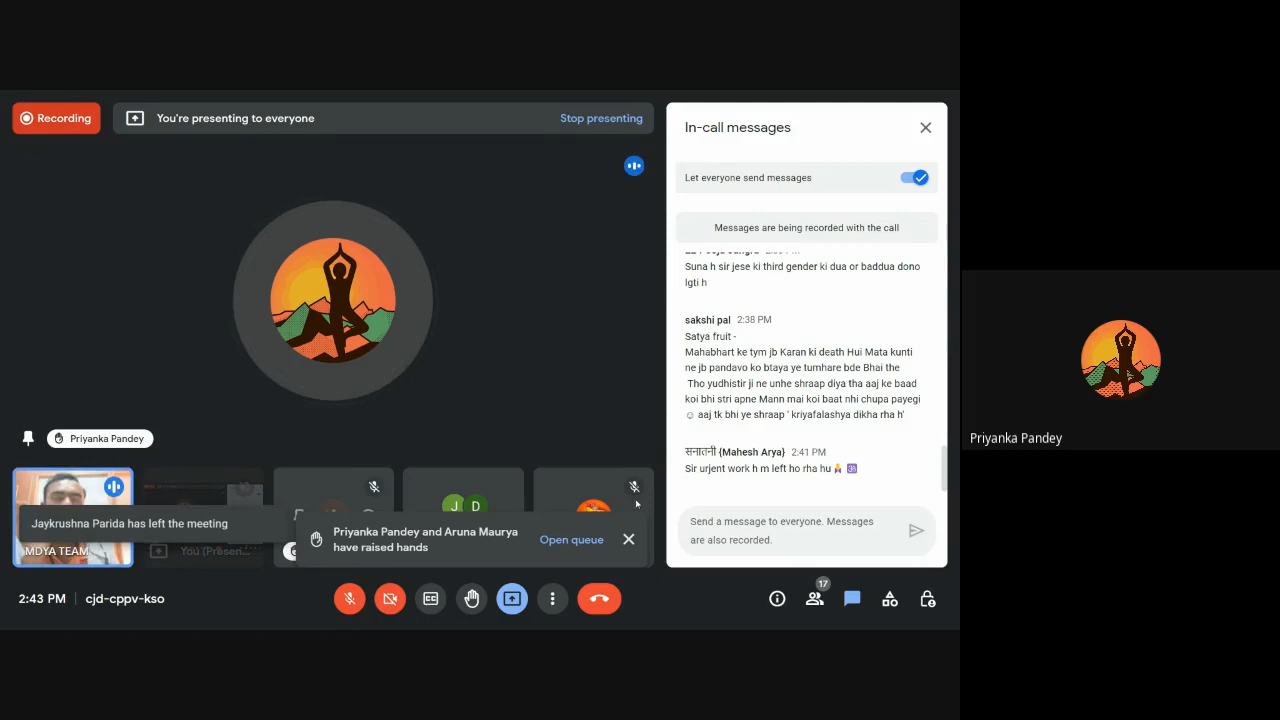 Recording
You're presenting to everyone
Stop presenting
Priyanka Pandey
Jaykrushna Parida has left the meeting
MDYA TEAM
You (Presen...
J D
Priyanka Pandey and Aruna Maurya
have raised hands
Open queue
2:43 PM | cjd-cppv-kso
17
In-call messages
Let everyone send messages
Messages are being recorded with the call
Suna h sir jese ki third gender ki dua or baddua dono
lgti h
sakshi pal 2:38 PM
Satya fruit -
Mahabhart ke tym jb Karan ki death Hui Mata kunti
ne jb pandavo ko btaya ye tumhare bde Bhai the
Tho yudhistir ji ne unhe shraap diya tha aaj ke baad
koi bhi stri apne Mann mai koi baat nhi chupa payegi
☺ aaj tk bhi ye shraap ' kriyafalashya dikha rha h'
सनातनी {Mahesh Arya} 2:41 PM
Sir urjent work h m left ho rha hu 🙏 🕉
Send a message to everyone. Messages
are also recorded.
Priyanka Pandey